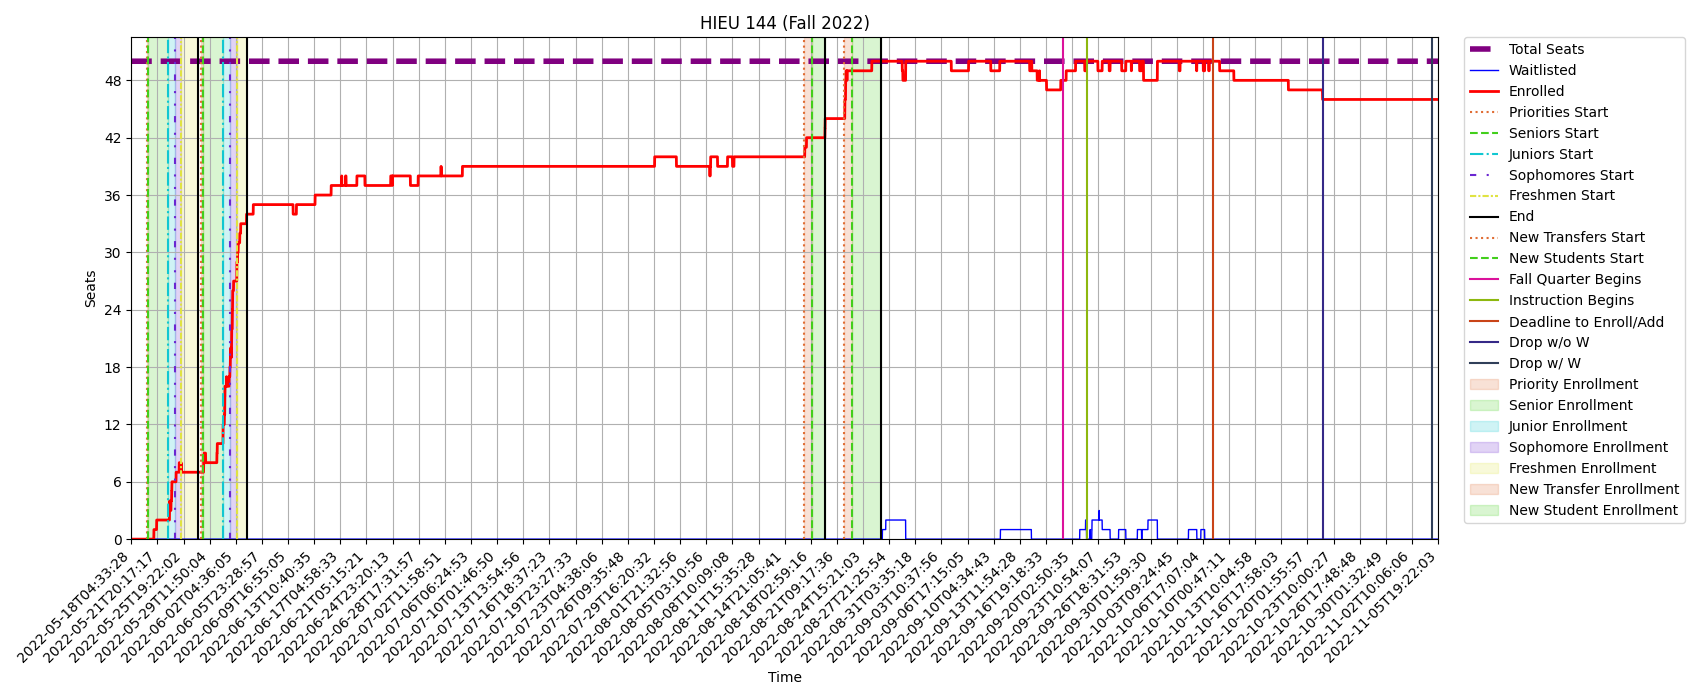 HIEU 144 (Fall 2022)
Seats
48
42
36
30
24
18
12
6
0
2022-05-18T04:33:28
2022-05-21T20:17:17
2022-05-25T19:22:02
2022-05-29T11:50:04
2022-06-02T04:36:05
2022-06-05T23:28:57
2022-06-09T16:55:05
2022-06-13T10:40:35
2022-06-17T04:58:33
2022-06-21T05:15:21
2022-06-24T23:20:13
2022-06-28T17:31:57
2022-07-02T11:58:51
2022-07-06T06:24:53
2022-07-10T01:46:50
2022-07-13T13:54:56
2022-07-16T18:37:23
2022-07-19T23:27:33
2022-07-23T04:38:06
2022-07-26T09:35:48
2022-07-29T16:20:32
2022-08-01T21:32:56
2022-08-05T03:10:56
2022-08-08T10:09:08
2022-08-11T15:35:28
2022-08-14T21:05:41
2022-08-18T02:59:16
2022-08-21T09:17:36
2022-08-24T15:21:03
2022-08-27T21:25:54
2022-08-31T03:35:18
2022-09-03T10:37:56
2022-09-06T17:15:05
2022-09-10T04:34:43
2022-09-13T11:54:28
2022-09-16T19:18:33
2022-09-20T02:50:35
2022-09-23T10:54:07
2022-09-26T18:31:53
2022-09-30T01:59:30
2022-10-03T09:24:45
2022-10-06T17:07:04
2022-10-10T00:47:11
2022-10-13T10:04:58
2022-10-16T17:58:03
2022-10-20T01:55:57
2022-10-23T10:00:27
2022-10-26T17:48:48
2022-10-30T01:32:49
2022-11-02T10:06:06
2022-11-05T19:22:03
Time
Total Seats
Waitlisted
Enrolled
Priorities Start
Seniors Start
Juniors Start
Sophomores Start
Freshmen Start
End
New Transfers Start
New Students Start
Fall Quarter Begins
Instruction Begins
Deadline to Enroll/Add
Drop w/o W
Drop w/ W
Priority Enrollment
Senior Enrollment
Junior Enrollment
Sophomore Enrollment
Freshmen Enrollment
New Transfer Enrollment
New Student Enrollment